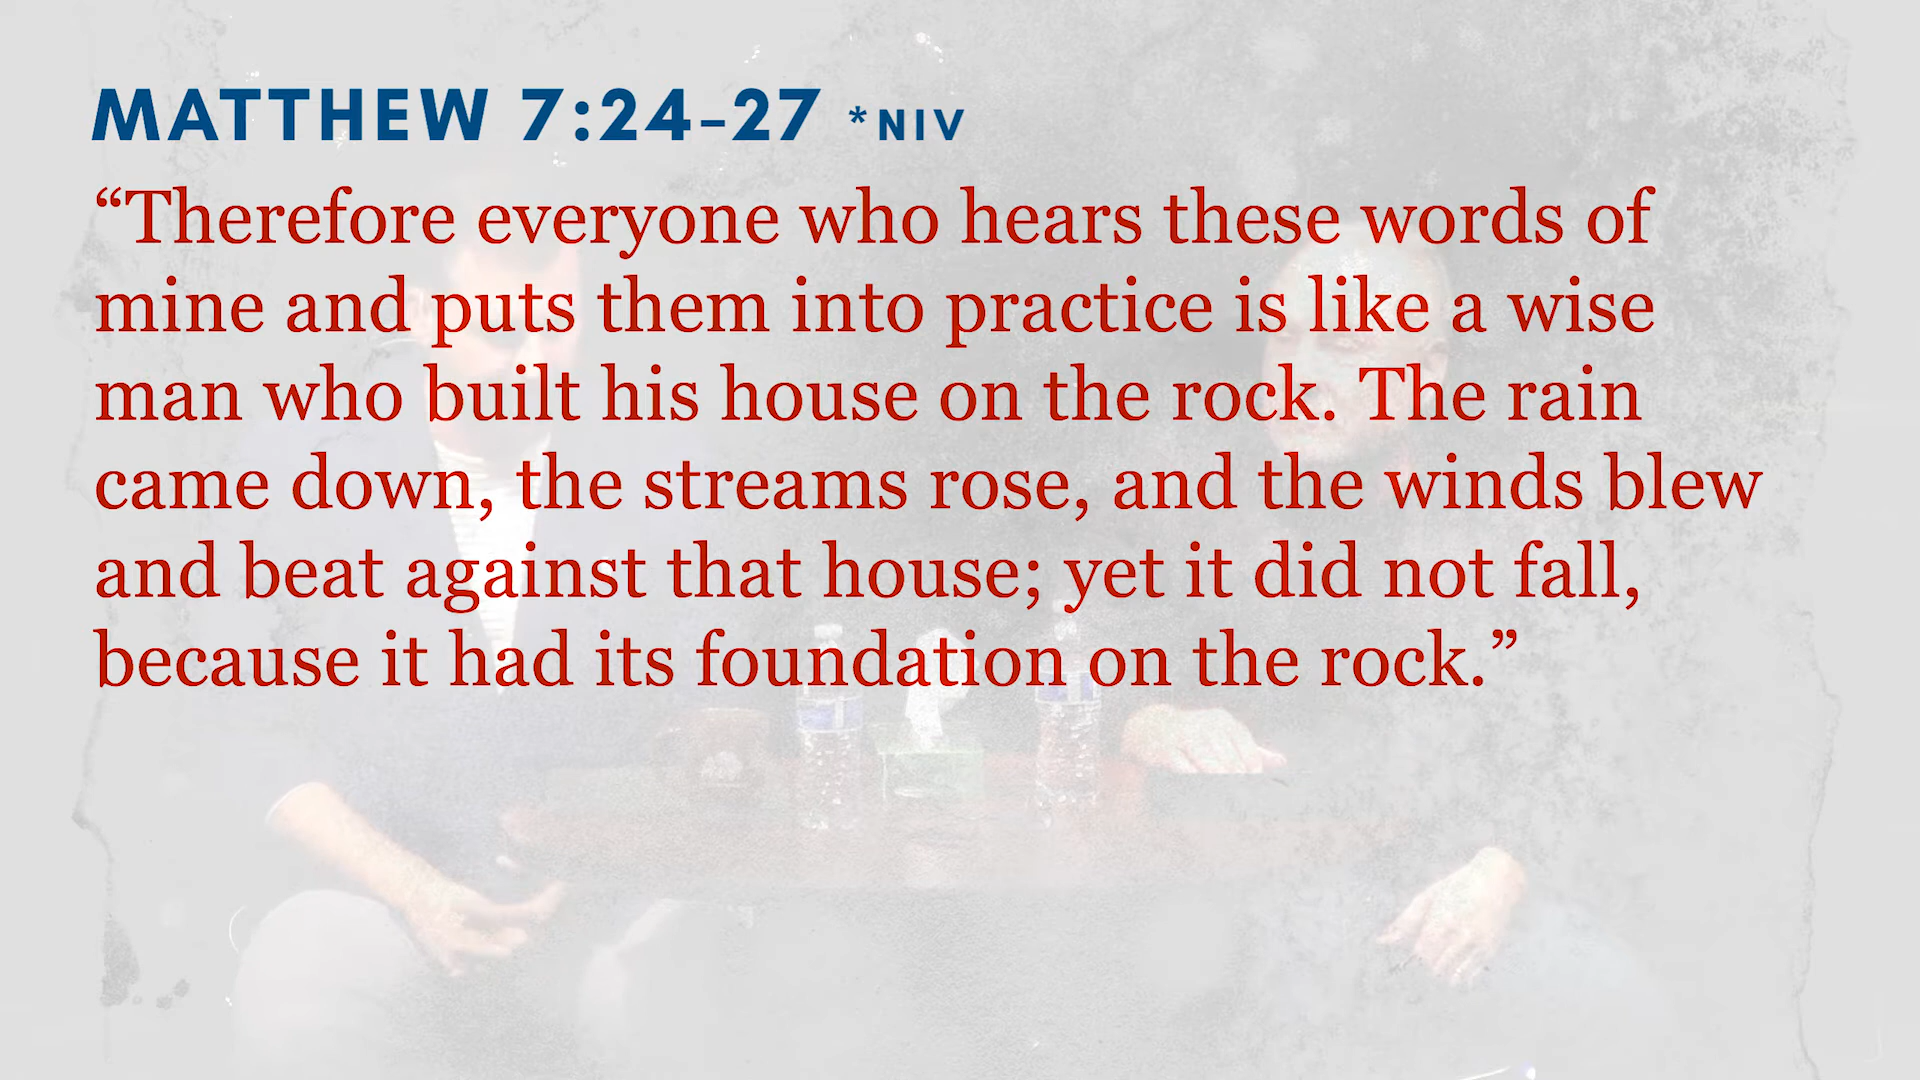 MATTHEW 7:24–27 *NIV
“Therefore everyone who hears these words of
mine and puts them into practice is like a wise
man who built his house on the rock. The rain
came down, the streams rose, and the winds blew
and beat against that house; yet it did not fall,
because it had its foundation on the rock.”